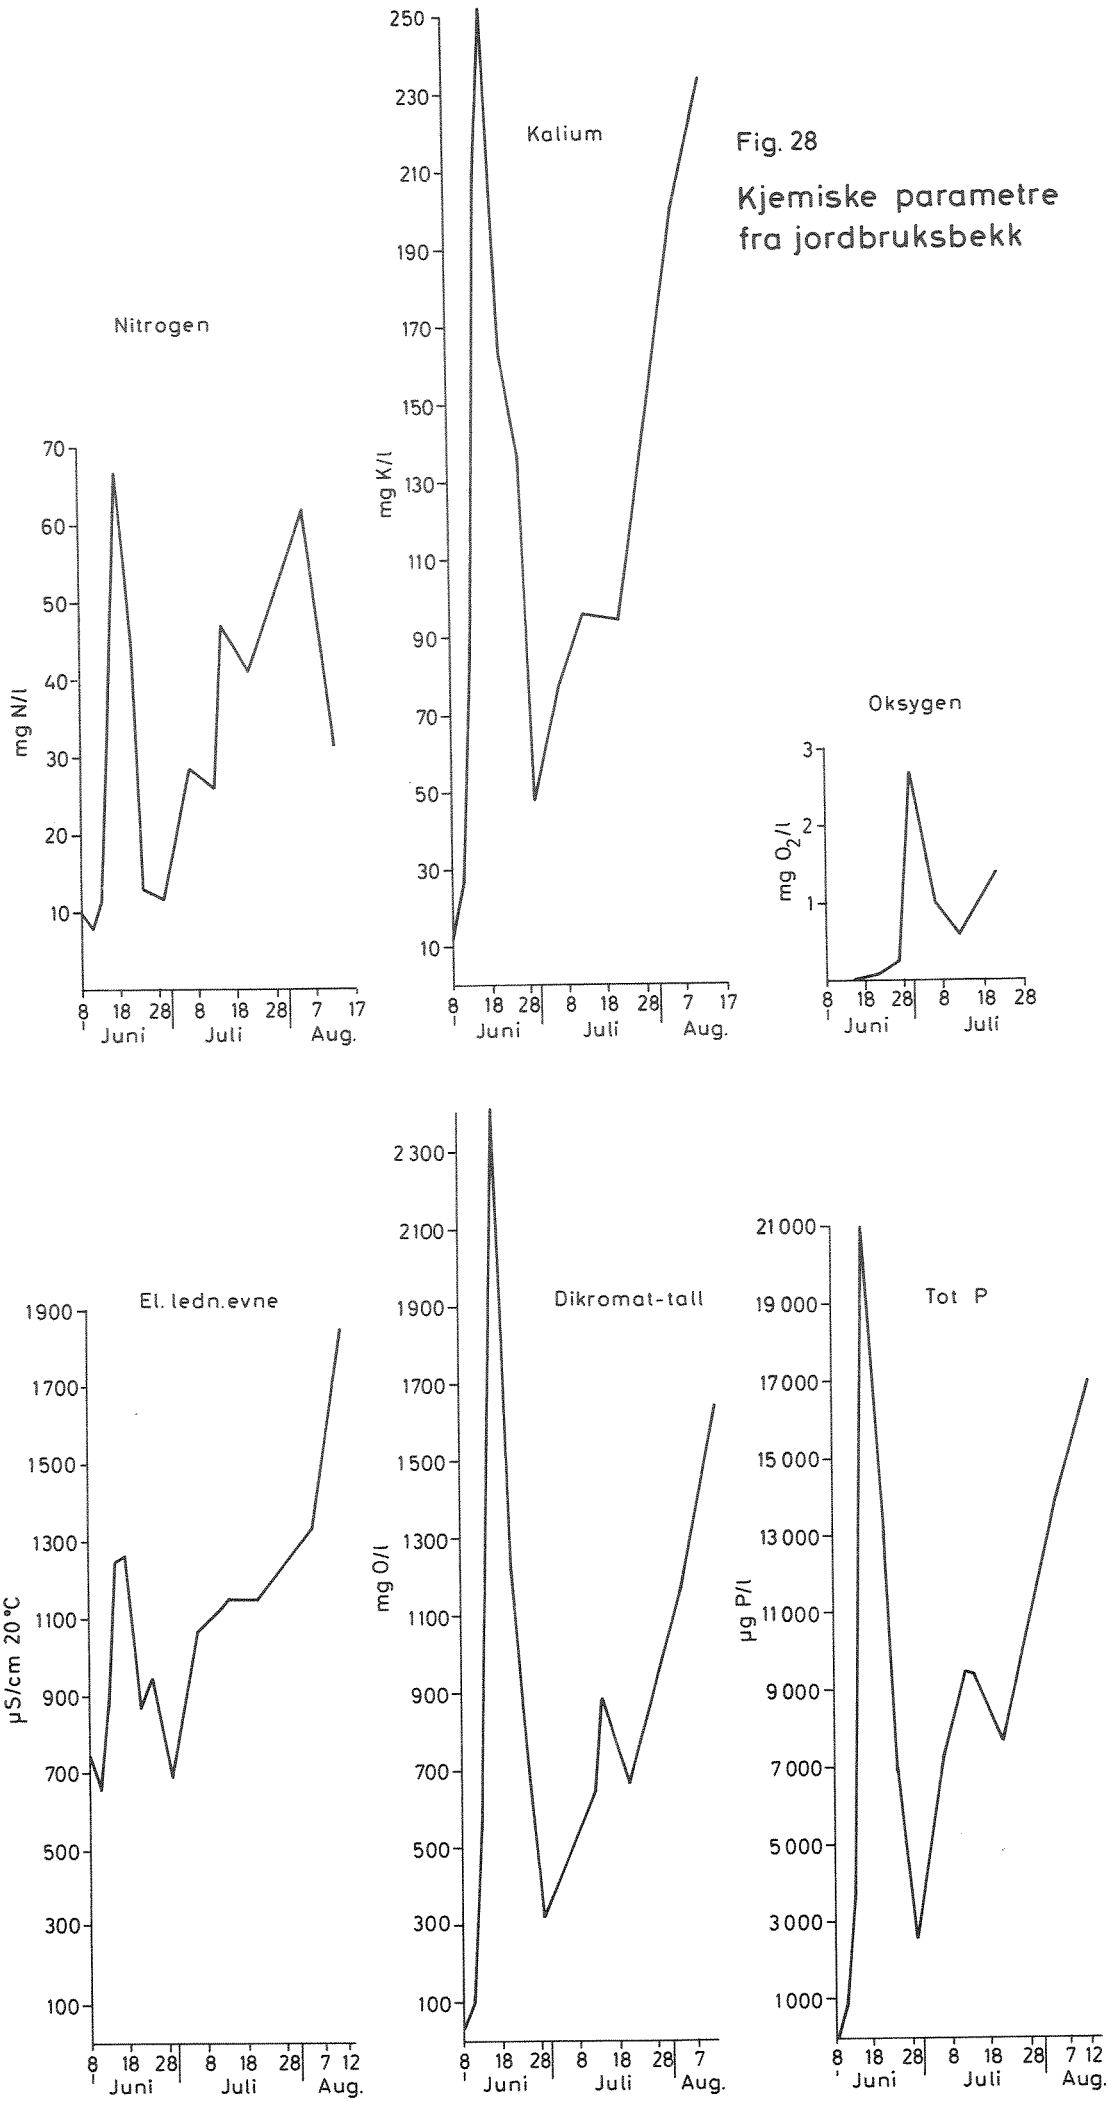 Fig. 28
Kjemiske parametre
fra jordbruksbekk
Nitrogen
mg N/l
70
60
50
40
30
20
10
8 18 28 8 18 28 7 17
Juni Juli Aug.
Kalium
mg K/l
250
230
210
190
170
150
130
110
90
70
50
30
10
8 18 28 8 18 28 7 17
Juni Juli Aug.
Oksygen
mg O2/l
3
2
1
8 18 28 8 18 28
Juni Juli
El. ledn.evne
µS/cm 20°C
1900
1700
1500
1300
1100
900
700
500
300
100
8 18 28 8 18 28 7 12
Juni Juli Aug.
Dikromat-tall
mg O/l
2 300
2100
1900
1700
1500
1300
1100
900
700
500
300
100
8 18 28 8 18 28 7
Juni Juli Aug.
Tot P
µg P/l
21 000
19 000
17 000
15 000
13 000
11 000
9 000
7 000
5 000
3 000
1 000
8 18 28 8 18 28 7 12
Juni Juli Aug.